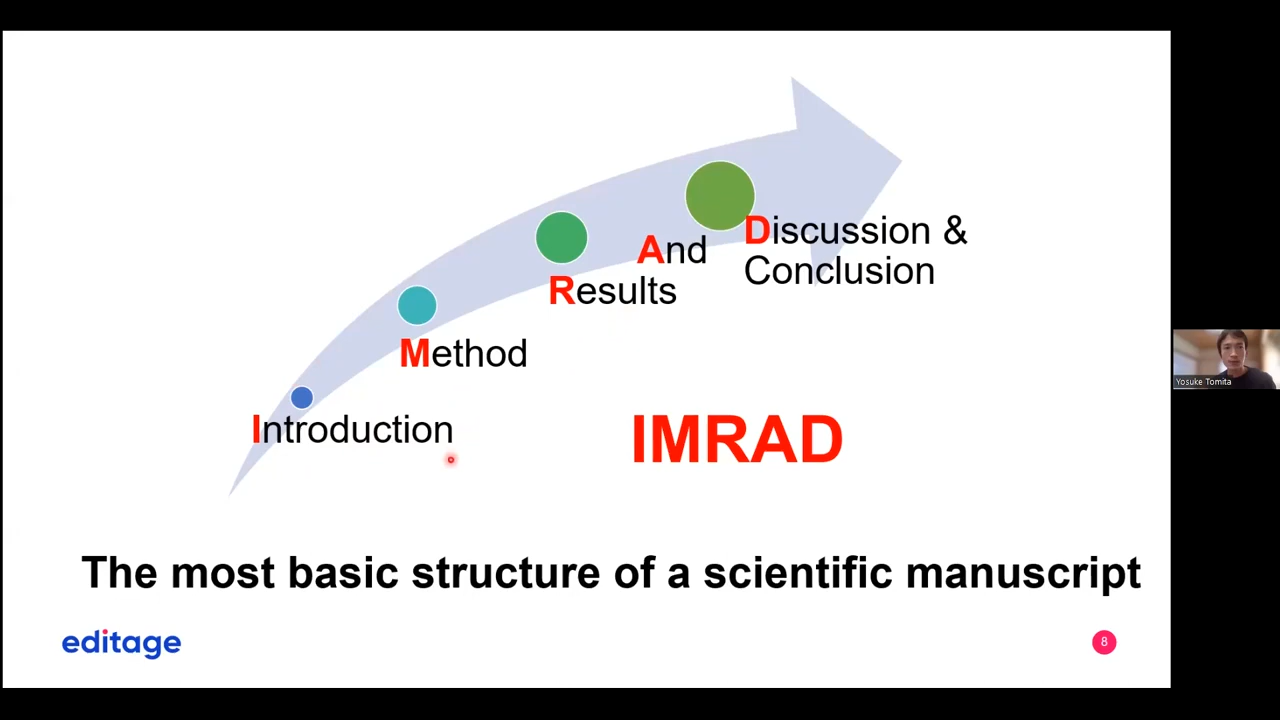 Discussion &
Conclusion
And
Results
Method
Introduction
IMRAD
The most basic structure of a scientific manuscript
editage
8
Yosuke Tomita